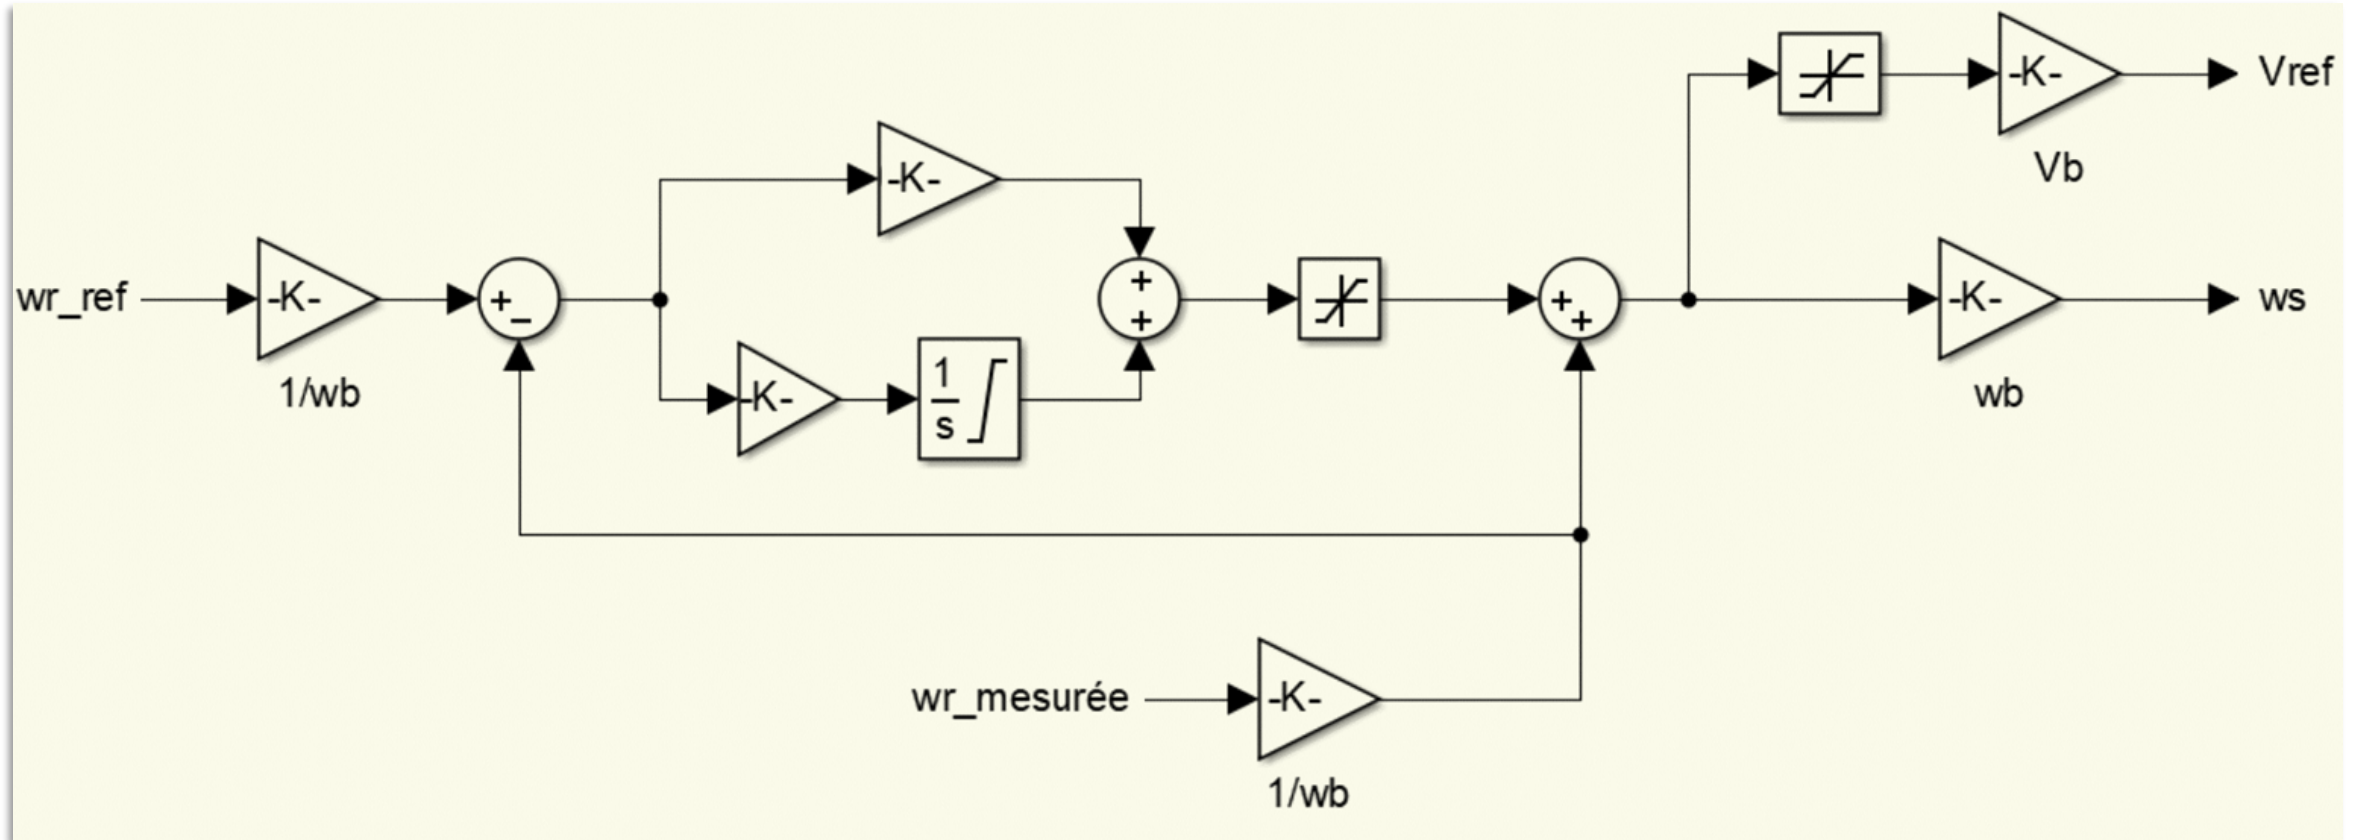 -K-
Vref
Vb
-K-
wr_ref
-K-
+
−
1/wb
-K-
1
s
+
+
+
+
-K-
ws
wb
wr_mesurée
-K-
1/wb